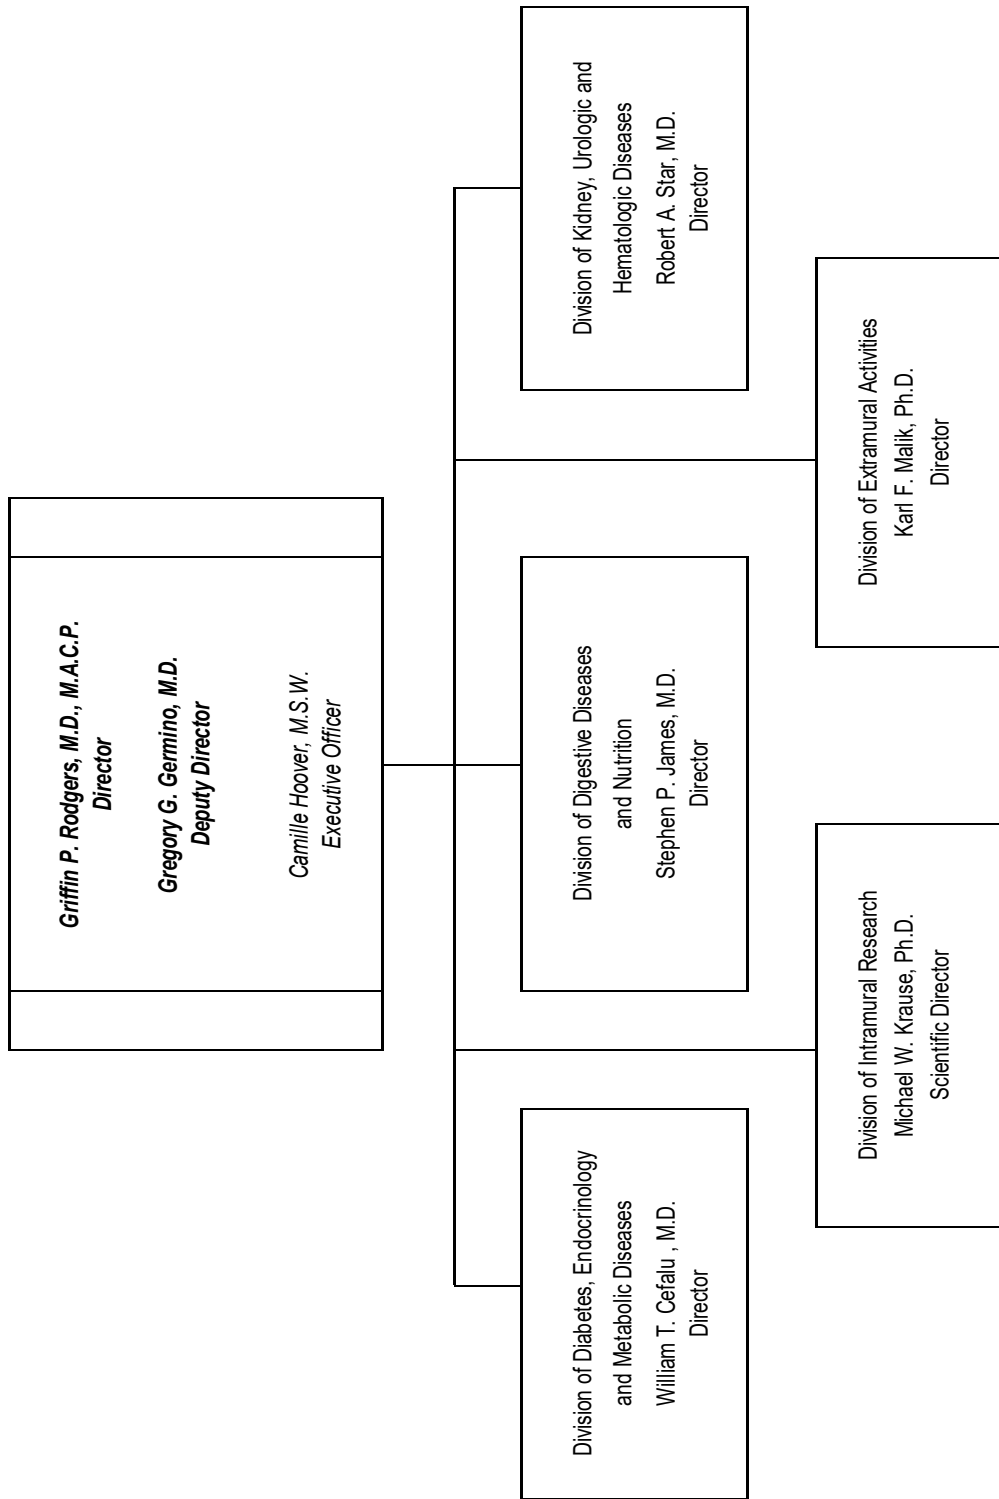 Griffin P. Rodgers, M.D., M.A.C.P.
Director
Gregory G. Germino, M.D.
Deputy Director
Camille Hoover, M.S.W.
Executive Officer
Division of Diabetes, Endocrinology
and Metabolic Diseases
William T. Cefalu , M.D.
Director
Division of Digestive Diseases
and Nutrition
Stephen P. James, M.D.
Director
Division of Kidney, Urologic and
Hematologic Diseases
Robert A. Star, M.D.
Director
Division of Intramural Research
Michael W. Krause, Ph.D.
Scientific Director
Division of Extramural Activities
Karl F. Malik, Ph.D.
Director